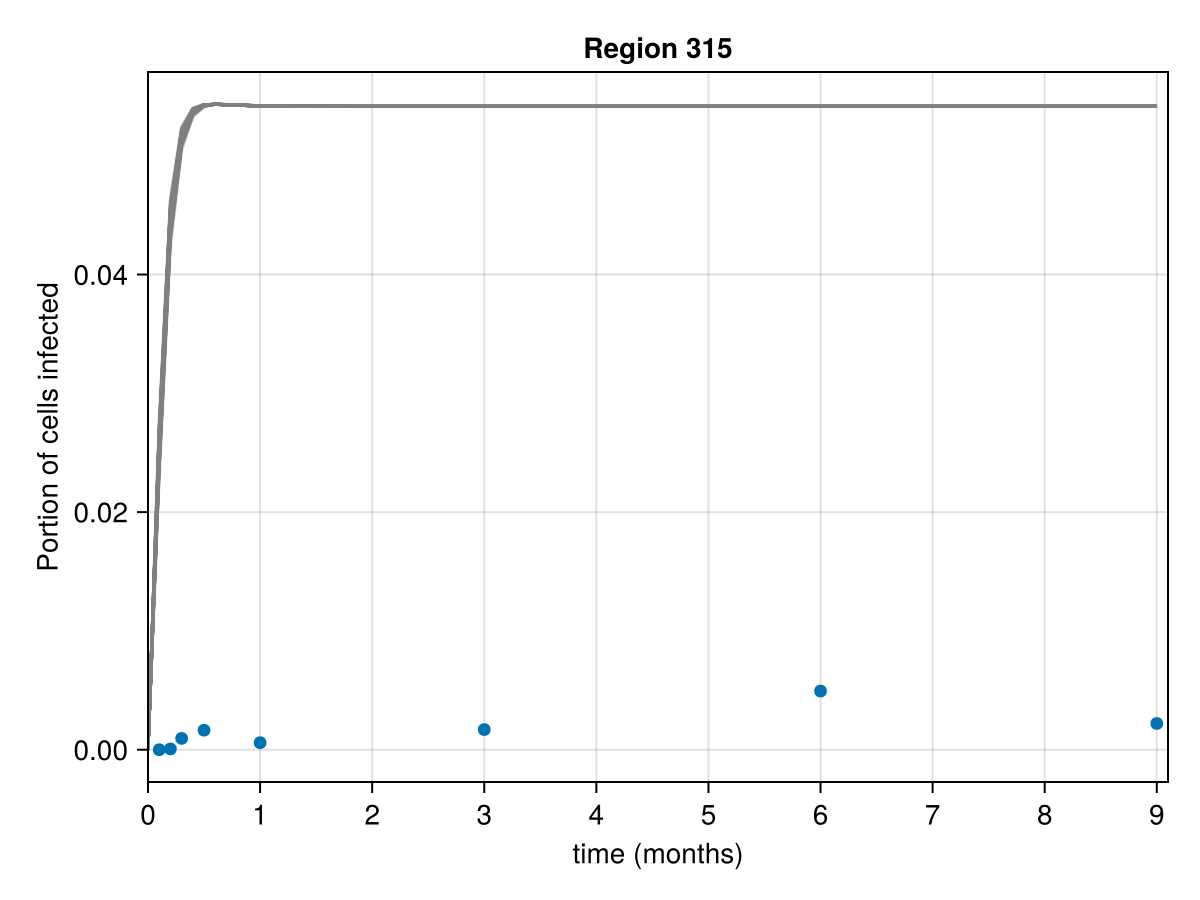 Region 315
Portion of cells infected
0.04
0.02
0.00
0 1 2 3 4 5 6 7 8 9
time (months)